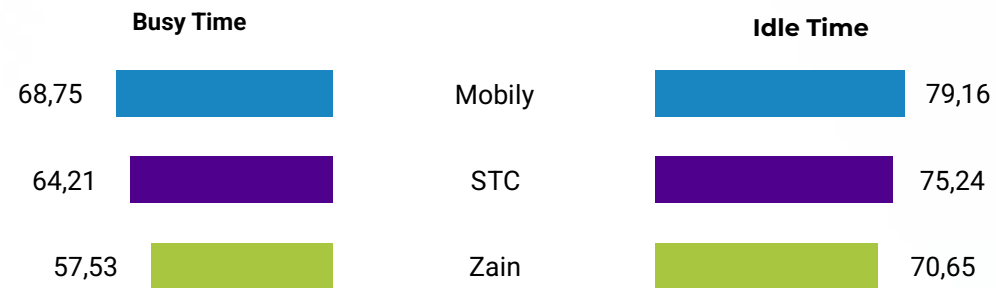 Busy Time
Idle Time
68,75 Mobily 79,16
64,21 STC 75,24
57,53 Zain 70,65